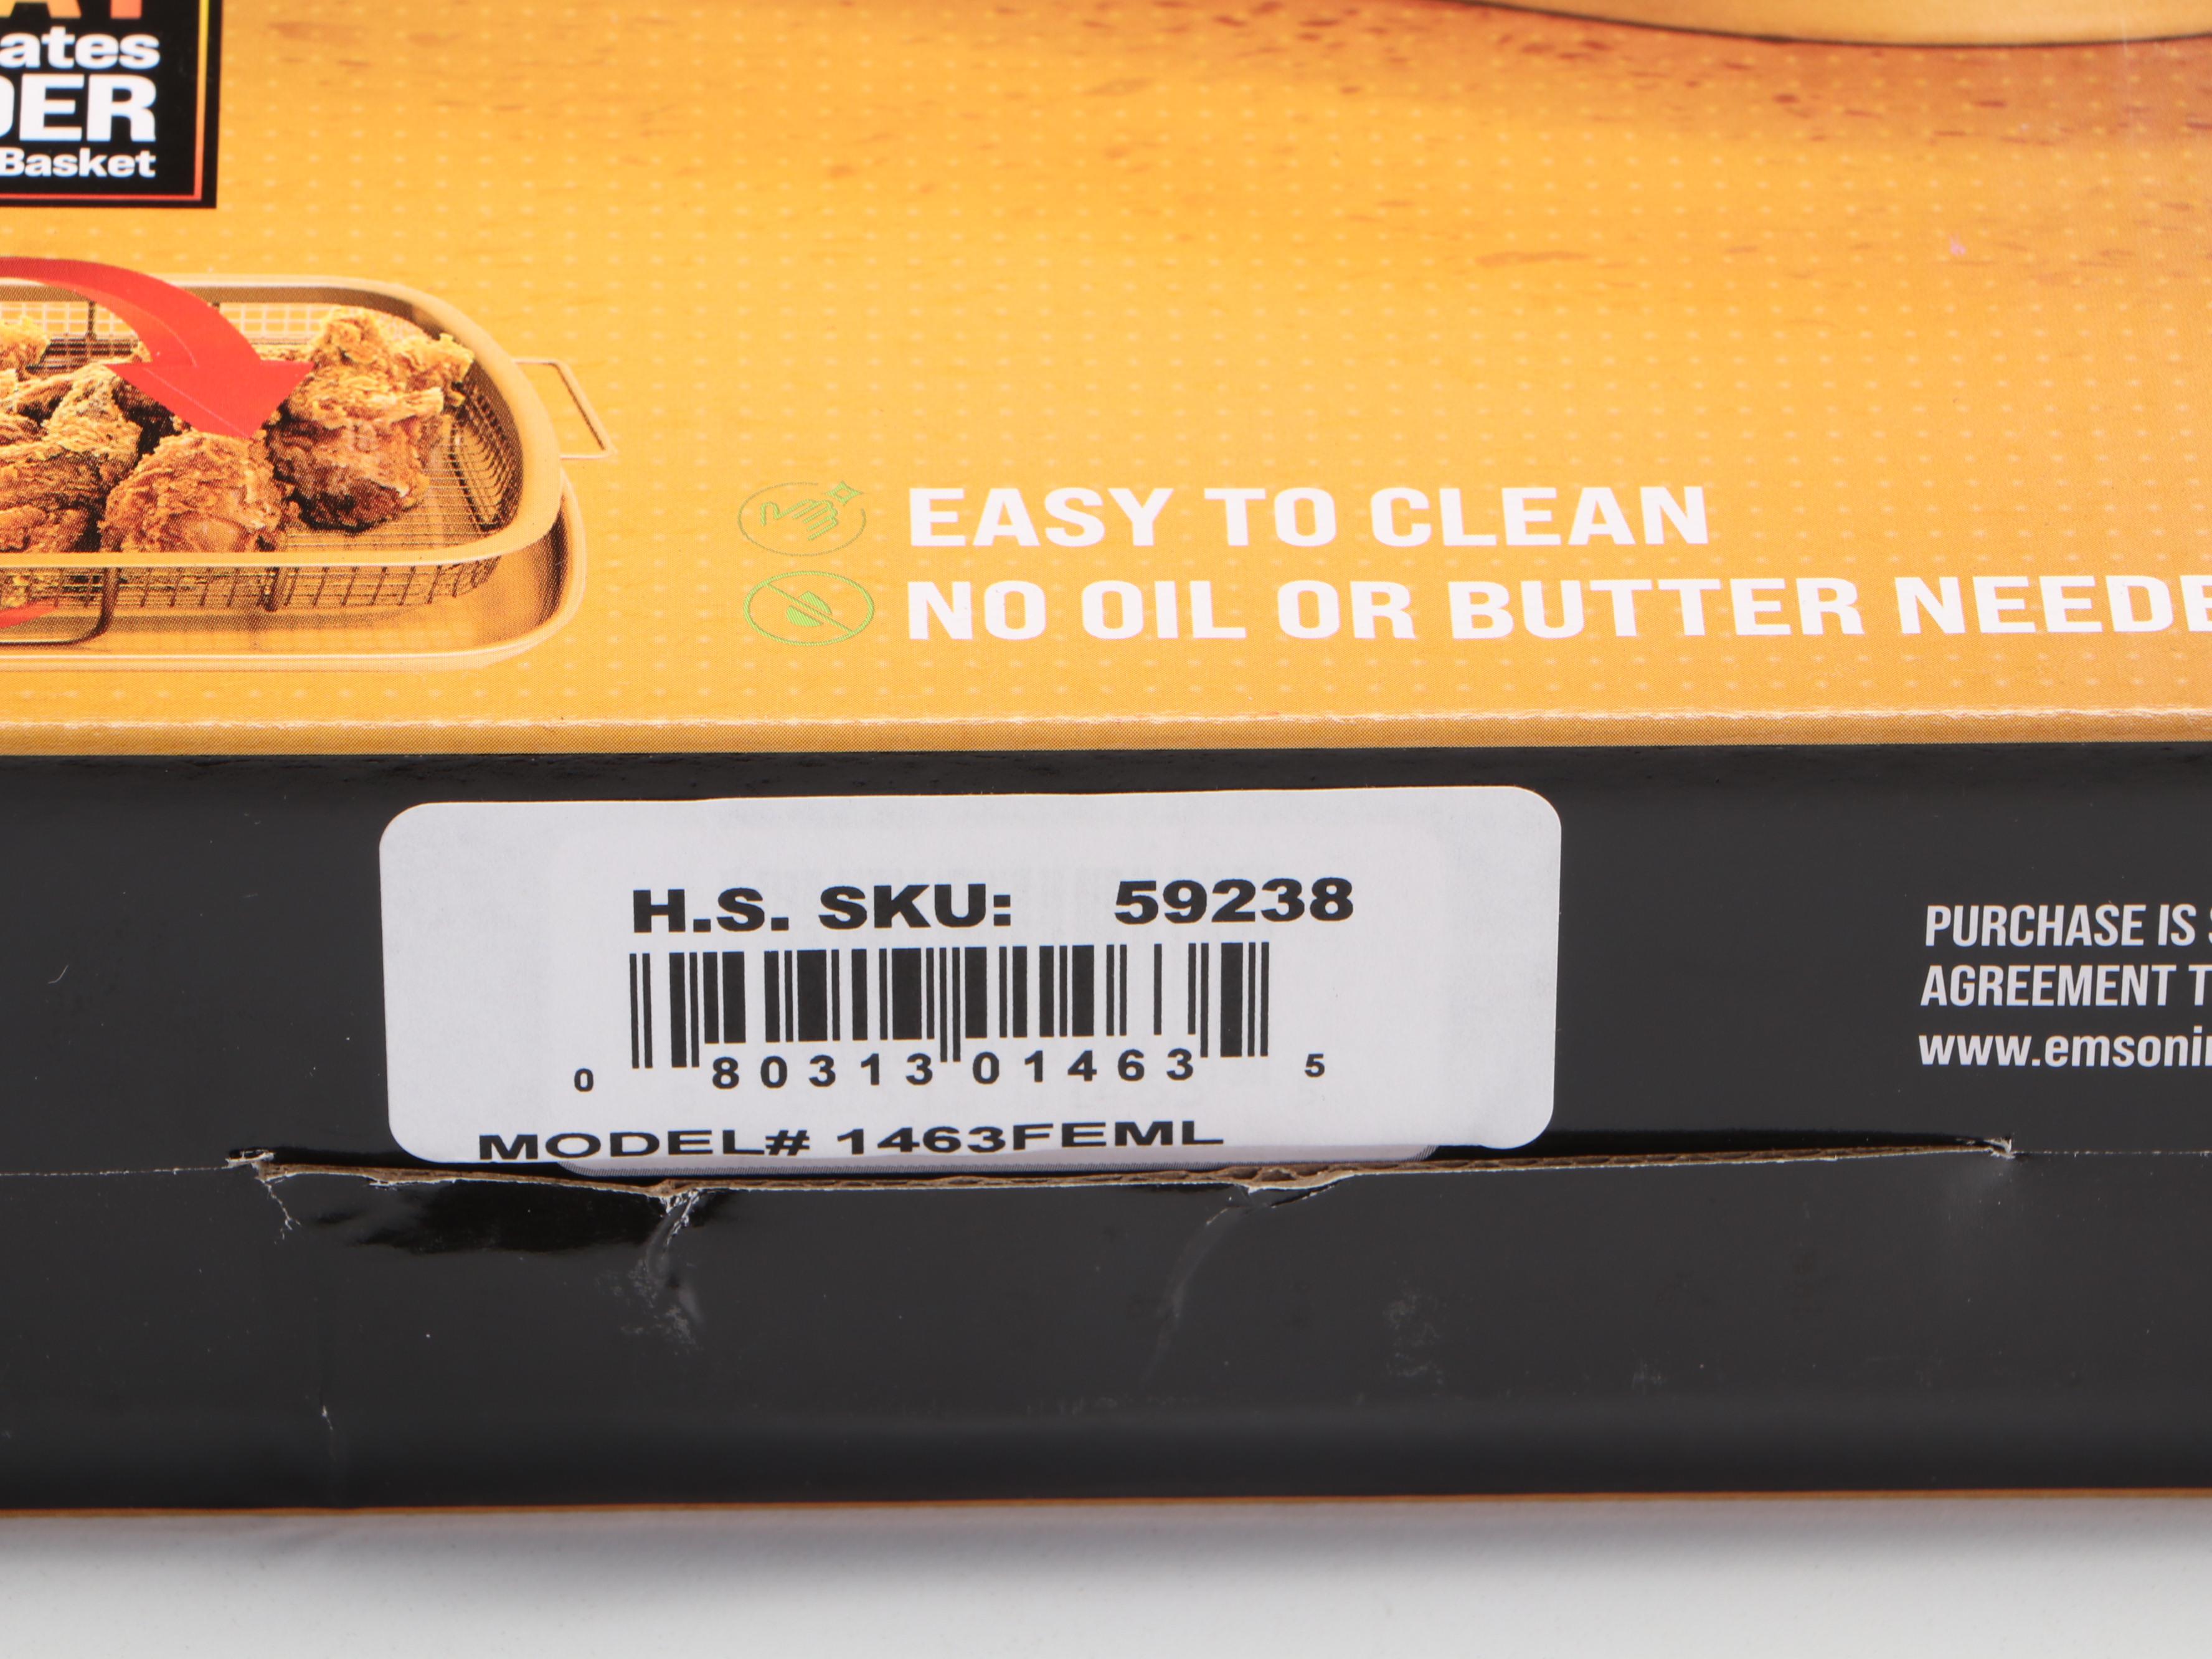 ates
DER
Basket
EASY TO CLEAN
NO OIL OR BUTTER NEEDE
H.S. SKU: 59238
0 80313 01463 5
MODEL# 1463FEML
PURCHASE IS
AGREEMENT T
www.emsoni